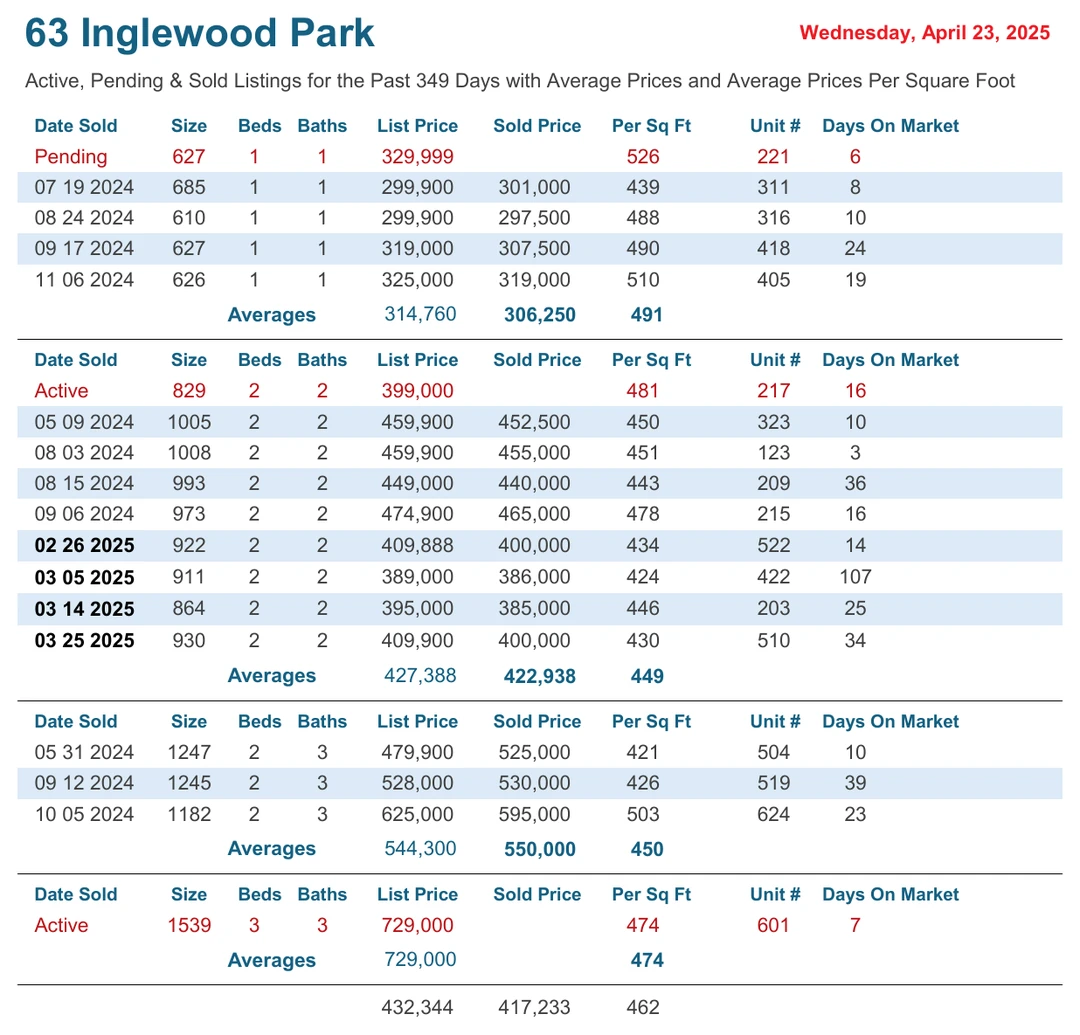 63 Inglewood Park
Wednesday, April 23, 2025
Active, Pending & Sold Listings for the Past 349 Days with Average Prices and Average Prices Per Square Foot
Date Sold Size Beds Baths List Price Sold Price Per Sq Ft Unit # Days On Market
Pending 627 1 1 329,999 526 221 6
07 19 2024 685 1 1 299,900 301,000 439 311 8
08 24 2024 610 1 1 299,900 297,500 488 316 10
09 17 2024 627 1 1 319,000 307,500 490 418 24
11 06 2024 626 1 1 325,000 319,000 510 405 19
Averages 314,760 306,250 491
Date Sold Size Beds Baths List Price Sold Price Per Sq Ft Unit # Days On Market
Active 829 2 2 399,000 481 217 16
05 09 2024 1005 2 2 459,900 452,500 450 323 10
08 03 2024 1008 2 2 459,900 455,000 451 123 3
08 15 2024 993 2 2 449,000 440,000 443 209 36
09 06 2024 973 2 2 474,900 465,000 478 215 16
02 26 2025 922 2 2 409,888 400,000 434 522 14
03 05 2025 911 2 2 389,000 386,000 424 422 107
03 14 2025 864 2 2 395,000 385,000 446 203 25
03 25 2025 930 2 2 409,900 400,000 430 510 34
Averages 427,388 422,938 449
Date Sold Size Beds Baths List Price Sold Price Per Sq Ft Unit # Days On Market
05 31 2024 1247 2 3 479,900 525,000 421 504 10
09 12 2024 1245 2 3 528,000 530,000 426 519 39
10 05 2024 1182 2 3 625,000 595,000 503 624 23
Averages 544,300 550,000 450
Date Sold Size Beds Baths List Price Sold Price Per Sq Ft Unit # Days On Market
Active 1539 3 3 729,000 474 601 7
Averages 729,000 474
432,344 417,233 462